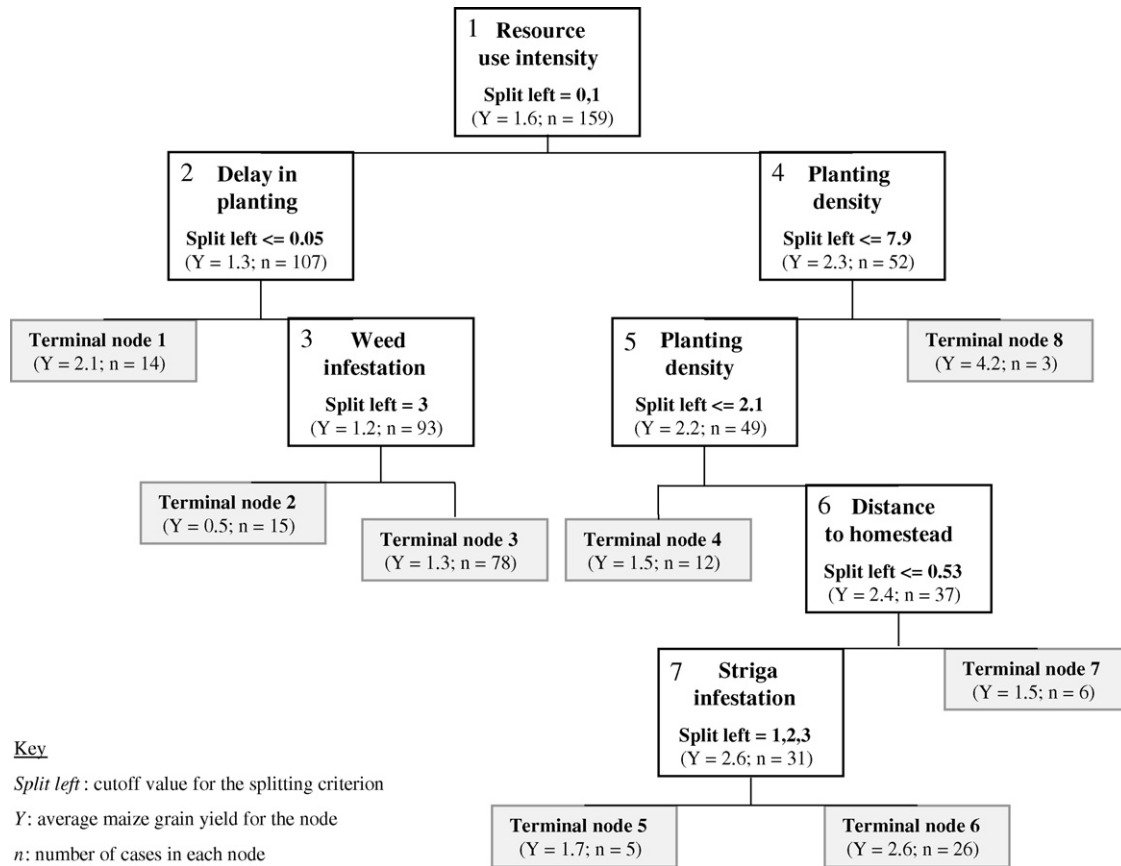 1 Resource
use intensity
Split left = 0,1
(Y = 1.6; n = 159)
2 Delay in
planting
Split left <= 0.05
(Y = 1.3; n = 107)
4 Planting
density
Split left <= 7.9
(Y = 2.3; n = 52)
Terminal node 1
(Y = 2.1; n = 14)
3 Weed
infestation
Split left = 3
(Y = 1.2; n = 93)
5 Planting
density
Split left <= 2.1
(Y = 2.2; n = 49)
Terminal node 8
(Y = 4.2; n = 3)
Terminal node 2
(Y = 0.5; n = 15)
Terminal node 3
(Y = 1.3; n = 78)
Terminal node 4
(Y = 1.5; n = 12)
6 Distance
to homestead
Split left <= 0.53
(Y = 2.4; n = 37)
7 Striga
infestation
Split left = 1,2,3
(Y = 2.6; n = 31)
Terminal node 7
(Y = 1.5; n = 6)
Terminal node 5
(Y = 1.7; n = 5)
Terminal node 6
(Y = 2.6; n = 26)
Key
Split left : cutoff value for the splitting criterion
Y: average maize grain yield for the node
n: number of cases in each node